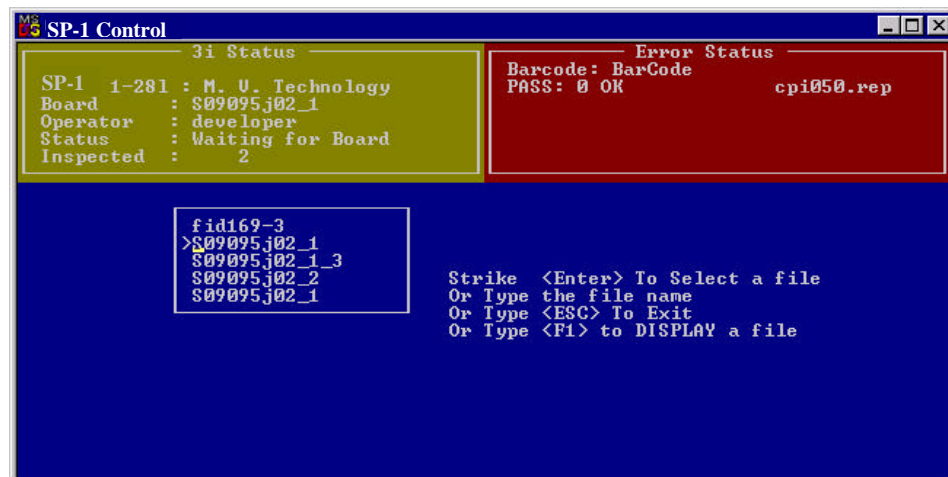 SP-1 Control
3i Status
SP-1 1-281 : M. V. Technology
Board : S09095j02_1
Operator : developer
Status : Waiting for Board
Inspected : 2
Error Status
Barcode: BarCode
PASS: 0 OK cpi050.rep
fid169-3
>S09095j02_1
S09095j02_1_3
S09095j02_2
S09095j02_1
Strike <Enter> To Select a file
Or Type the file name
Or Type <ESC> To Exit
Or Type <F1> to DISPLAY a file